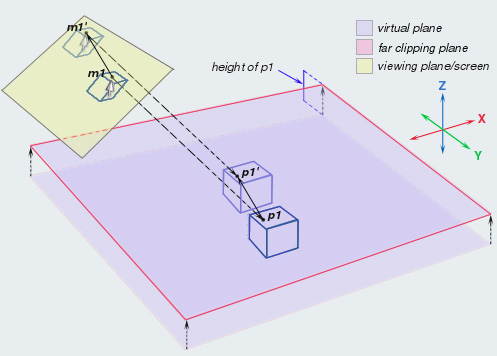 m1'
virtual plane
far clipping plane
m1
viewing plane/screen
height of p1
Z
X
Y
p1'
p1